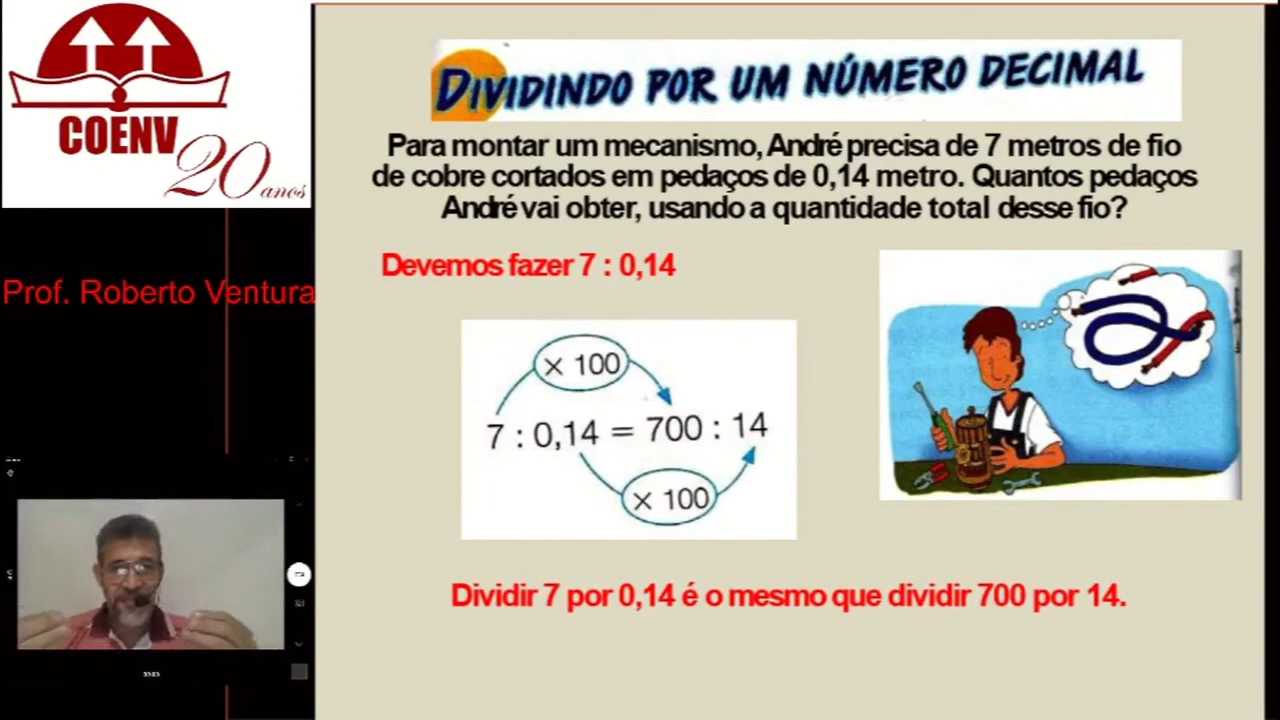 COENV
20 anos
Prof. Roberto Ventura
DIVIDINDO POR UM NÚMERO DECIMAL
Para montar um mecanismo, André precisa de 7 metros de fio
de cobre cortados em pedaços de 0,14 metro. Quantos pedaços
André vai obter, usando a quantidade total desse fio?
Devemos fazer 7 : 0,14
× 100
7 : 0,14 = 700 : 14
× 100
Dividir 7 por 0,14 é o mesmo que dividir 700 por 14.